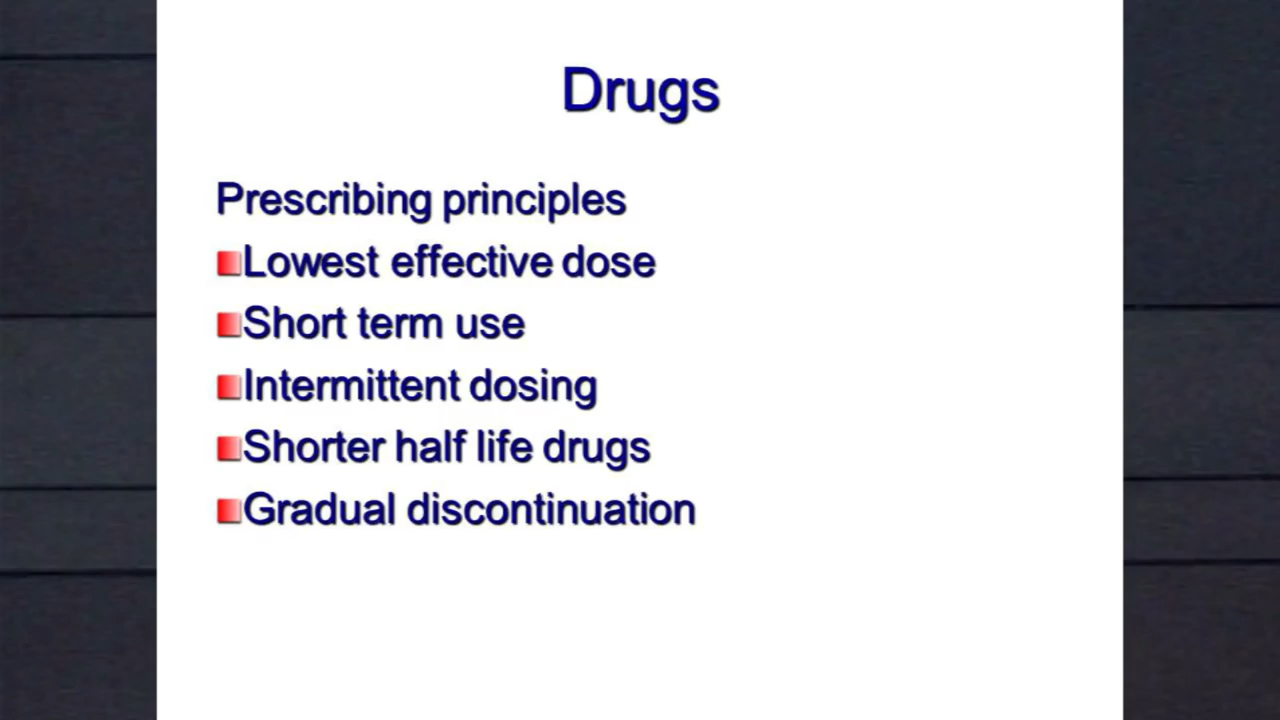 Drugs
Prescribing principles
Lowest effective dose
Short term use
Intermittent dosing
Shorter half life drugs
Gradual discontinuation